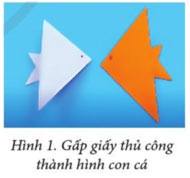 Hình 1. Gấp giấy thủ công
thành hình con cá